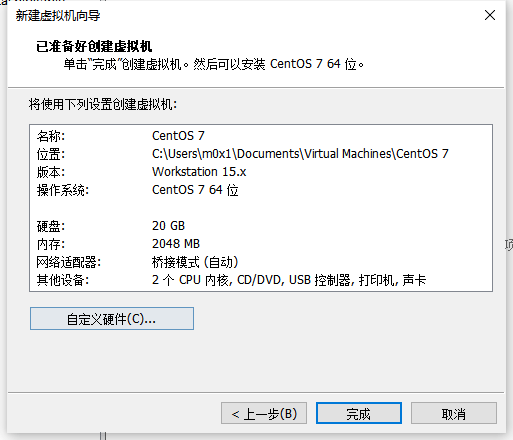 新建虚拟机向导
已准备好创建虚拟机
单击“完成”创建虚拟机。然后可以安装 CentOS 7 64 位。
将使用下列设置创建虚拟机：
名称: CentOS 7
位置: C:\Users\m0x1\Documents\Virtual Machines\CentOS 7
版本: Workstation 15.x
操作系统: CentOS 7 64 位
硬盘: 20 GB
内存: 2048 MB
网络适配器: 桥接模式 (自动)
其他设备: 2 个 CPU 内核, CD/DVD, USB 控制器, 打印机, 声卡
项
自定义硬件(C)...
< 上一步(B) 完成 取消